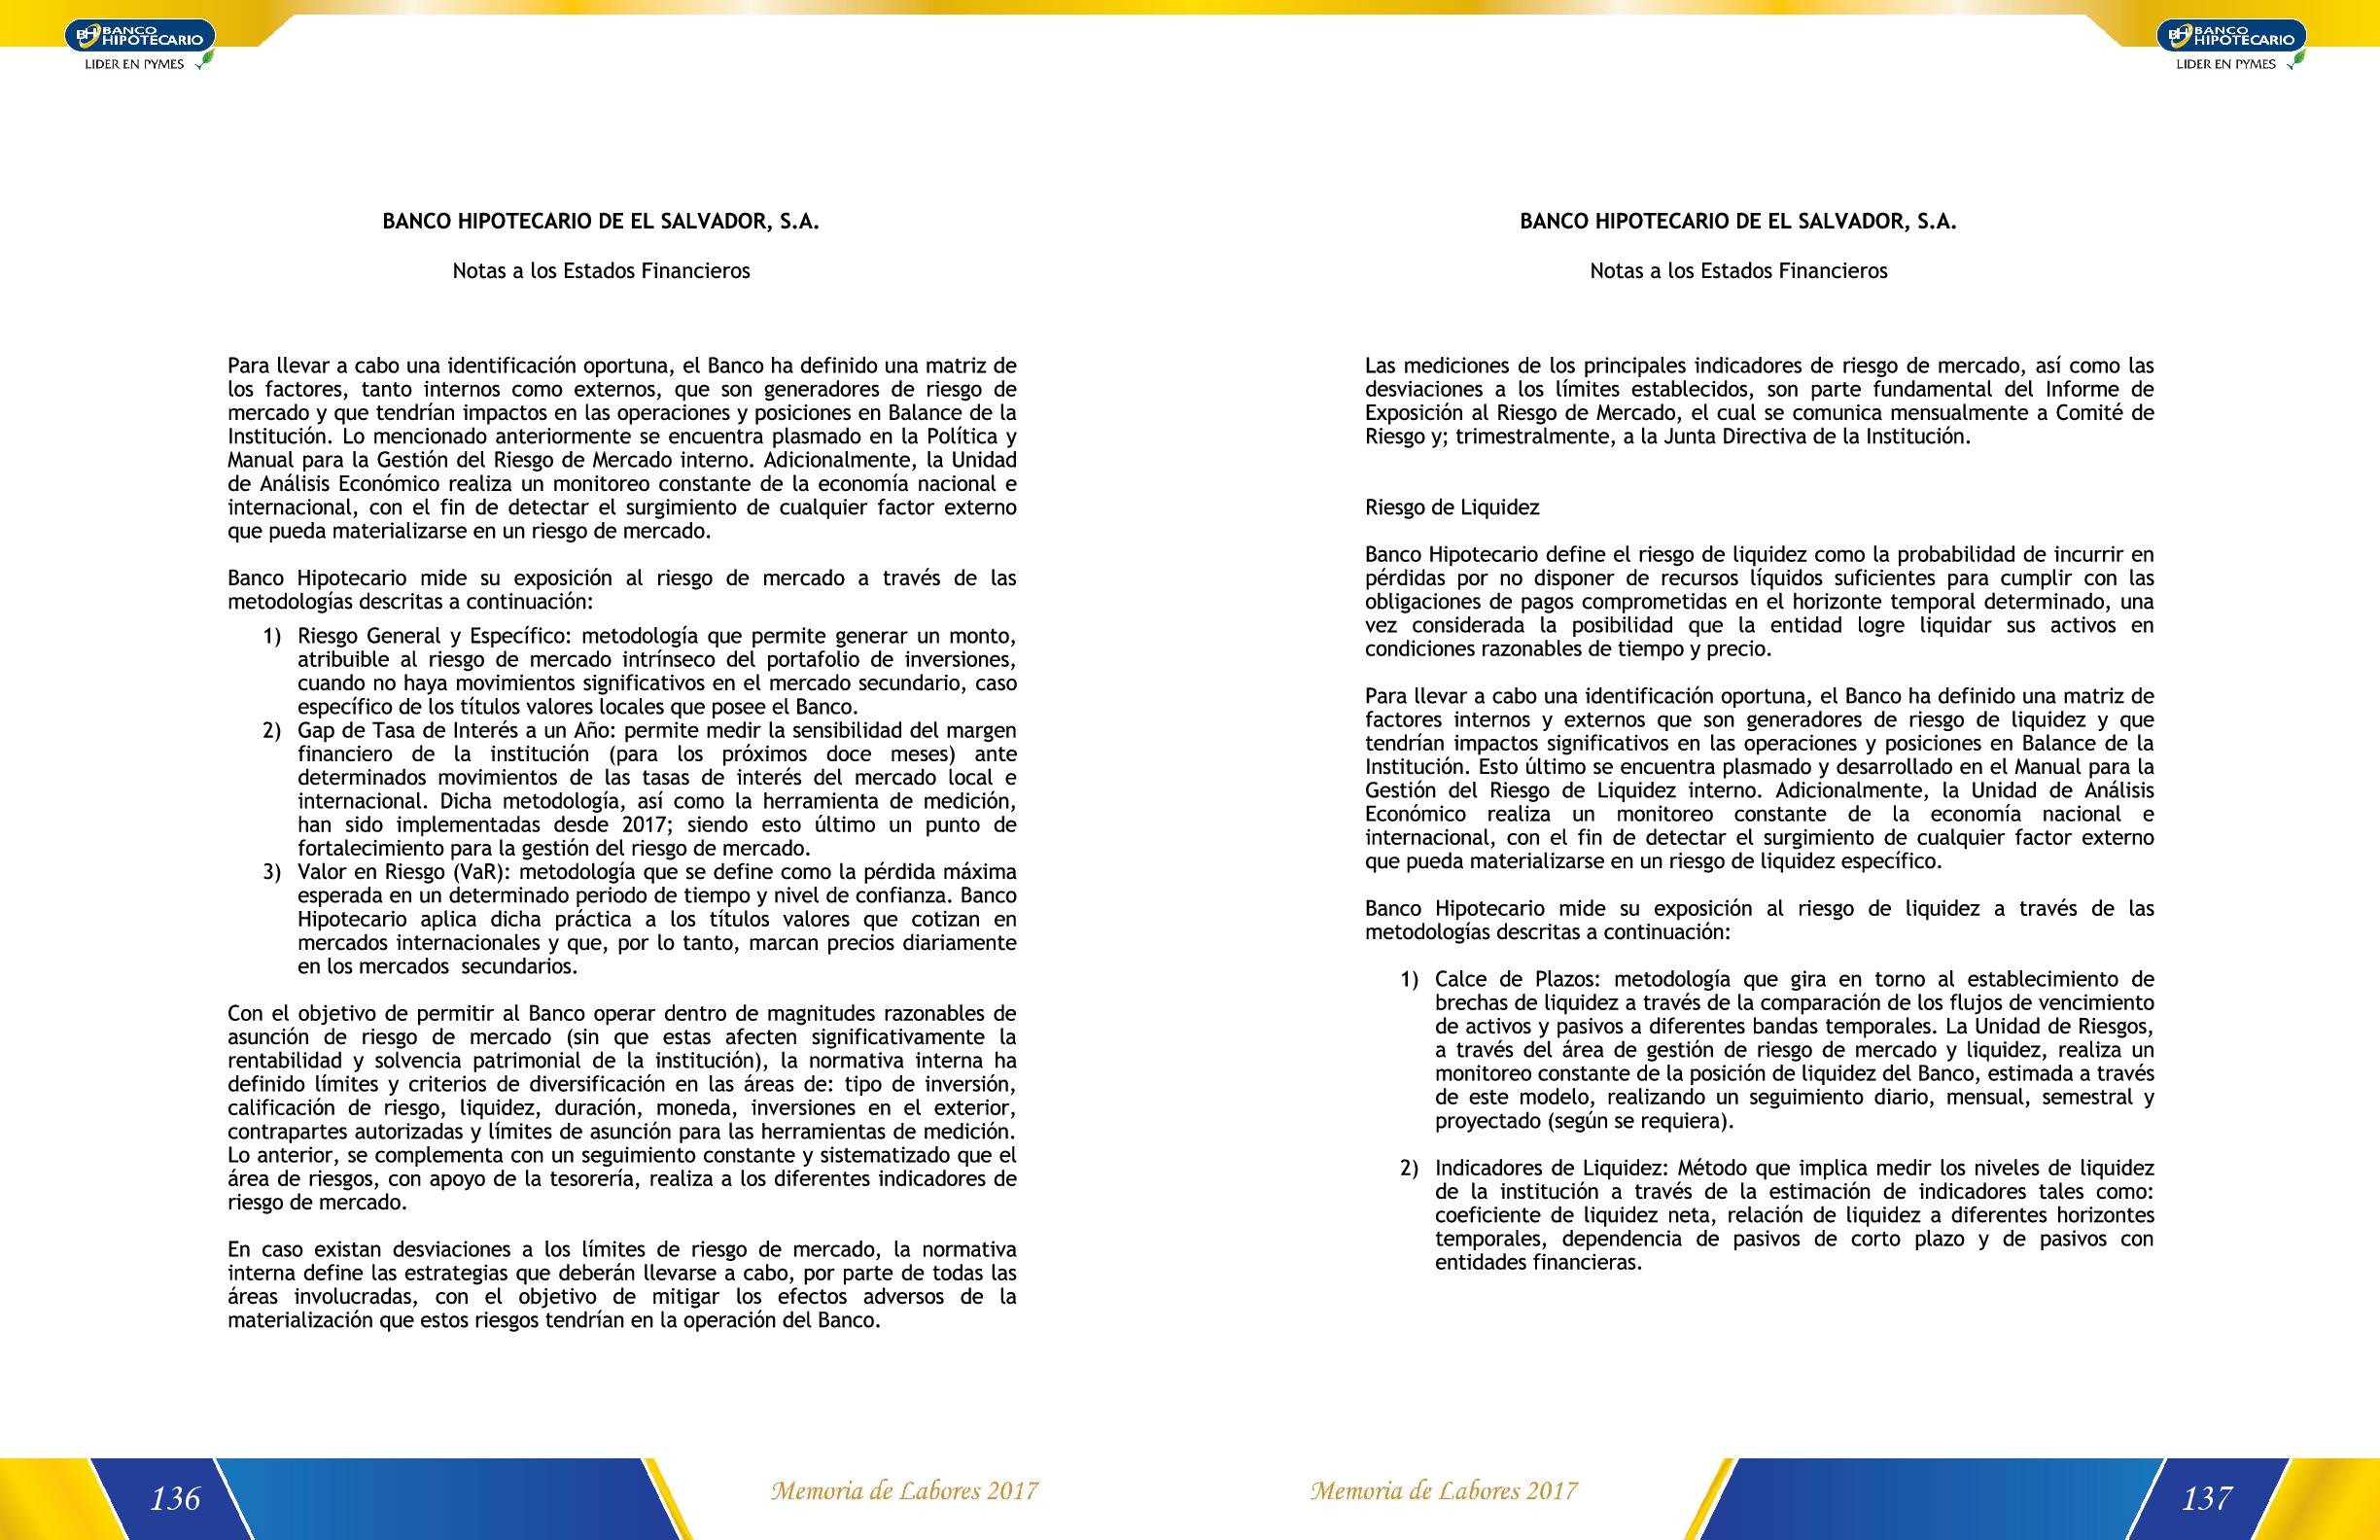 BH BANCO
HIPOTECARIO
LIDER EN PYMES
BANCO HIPOTECARIO DE EL SALVADOR, S.A.
Notas a los Estados Financieros
Para llevar a cabo una identificación oportuna, el Banco ha definido una matriz de
los factores, tanto internos como externos, que son generadores de riesgo de
mercado y que tendrían impactos en las operaciones y posiciones en Balance de la
Institución. Lo mencionado anteriormente se encuentra plasmado en la Política y
Manual para la Gestión del Riesgo de Mercado interno. Adicionalmente, la Unidad
de Análisis Económico realiza un monitoreo constante de la economía nacional e
internacional, con el fin de detectar el surgimiento de cualquier factor externo
que pueda materializarse en un riesgo de mercado.
Banco Hipotecario mide su exposición al riesgo de mercado a través de las
metodologías descritas a continuación:
1) Riesgo General y Específico: metodología que permite generar un monto,
atribuible al riesgo de mercado intrínseco del portafolio de inversiones,
cuando no haya movimientos significativos en el mercado secundario, caso
específico de los títulos valores locales que posee el Banco.
2) Gap de Tasa de Interés a un Año: permite medir la sensibilidad del margen
financiero de la institución (para los próximos doce meses) ante
determinados movimientos de las tasas de interés del mercado local e
internacional. Dicha metodología, así como la herramienta de medición,
han sido implementadas desde 2017; siendo esto último un punto de
fortalecimiento para la gestión del riesgo de mercado.
3) Valor en Riesgo (VaR): metodología que se define como la pérdida máxima
esperada en un determinado periodo de tiempo y nivel de confianza. Banco
Hipotecario aplica dicha práctica a los títulos valores que cotizan en
mercados internacionales y que, por lo tanto, marcan precios diariamente
en los mercados secundarios.
Con el objetivo de permitir al Banco operar dentro de magnitudes razonables de
asunción de riesgo de mercado (sin que estas afecten significativamente la
rentabilidad y solvencia patrimonial de la institución), la normativa interna ha
definido límites y criterios de diversificación en las áreas de: tipo de inversión,
calificación de riesgo, liquidez, duración, moneda, inversiones en el exterior,
contrapartes autorizadas y límites de asunción para las herramientas de medición.
Lo anterior, se complementa con un seguimiento constante y sistematizado que el
área de riesgos, con apoyo de la tesorería, realiza a los diferentes indicadores de
riesgo de mercado.
En caso existan desviaciones a los límites de riesgo de mercado, la normativa
interna define las estrategias que deberán llevarse a cabo, por parte de todas las
áreas involucradas, con el objetivo de mitigar los efectos adversos de la
materialización que estos riesgos tendrían en la operación del Banco.
136
Memoria de Labores 2017
BH BANCO
HIPOTECARIO
LIDER EN PYMES
BANCO HIPOTECARIO DE EL SALVADOR, S.A.
Notas a los Estados Financieros
Las mediciones de los principales indicadores de riesgo de mercado, así como las
desviaciones a los límites establecidos, son parte fundamental del Informe de
Exposición al Riesgo de Mercado, el cual se comunica mensualmente a Comité de
Riesgo y; trimestralmente, a la Junta Directiva de la Institución.
Riesgo de Liquidez
Banco Hipotecario define el riesgo de liquidez como la probabilidad de incurrir en
pérdidas por no disponer de recursos líquidos suficientes para cumplir con las
obligaciones de pagos comprometidas en el horizonte temporal determinado, una
vez considerada la posibilidad que la entidad logre liquidar sus activos en
condiciones razonables de tiempo y precio.
Para llevar a cabo una identificación oportuna, el Banco ha definido una matriz de
factores internos y externos que son generadores de riesgo de liquidez y que
tendrían impactos significativos en las operaciones y posiciones en Balance de la
Institución. Esto último se encuentra plasmado y desarrollado en el Manual para la
Gestión del Riesgo de Liquidez interno. Adicionalmente, la Unidad de Análisis
Económico realiza un monitoreo constante de la economía nacional e
internacional, con el fin de detectar el surgimiento de cualquier factor externo
que pueda materializarse en un riesgo de liquidez específico.
Banco Hipotecario mide su exposición al riesgo de liquidez a través de las
metodologías descritas a continuación:
1) Calce de Plazos: metodología que gira en torno al establecimiento de
brechas de liquidez a través de la comparación de los flujos de vencimiento
de activos y pasivos a diferentes bandas temporales. La Unidad de Riesgos,
a través del área de gestión de riesgo de mercado y liquidez, realiza un
monitoreo constante de la posición de liquidez del Banco, estimada a través
de este modelo, realizando un seguimiento diario, mensual, semestral y
proyectado (según se requiera).
2) Indicadores de Liquidez: Método que implica medir los niveles de liquidez
de la institución a través de la estimación de indicadores tales como:
coeficiente de liquidez neta, relación de liquidez a diferentes horizontes
temporales, dependencia de pasivos de corto plazo y de pasivos con
entidades financieras.
Memoria de Labores 2017
137